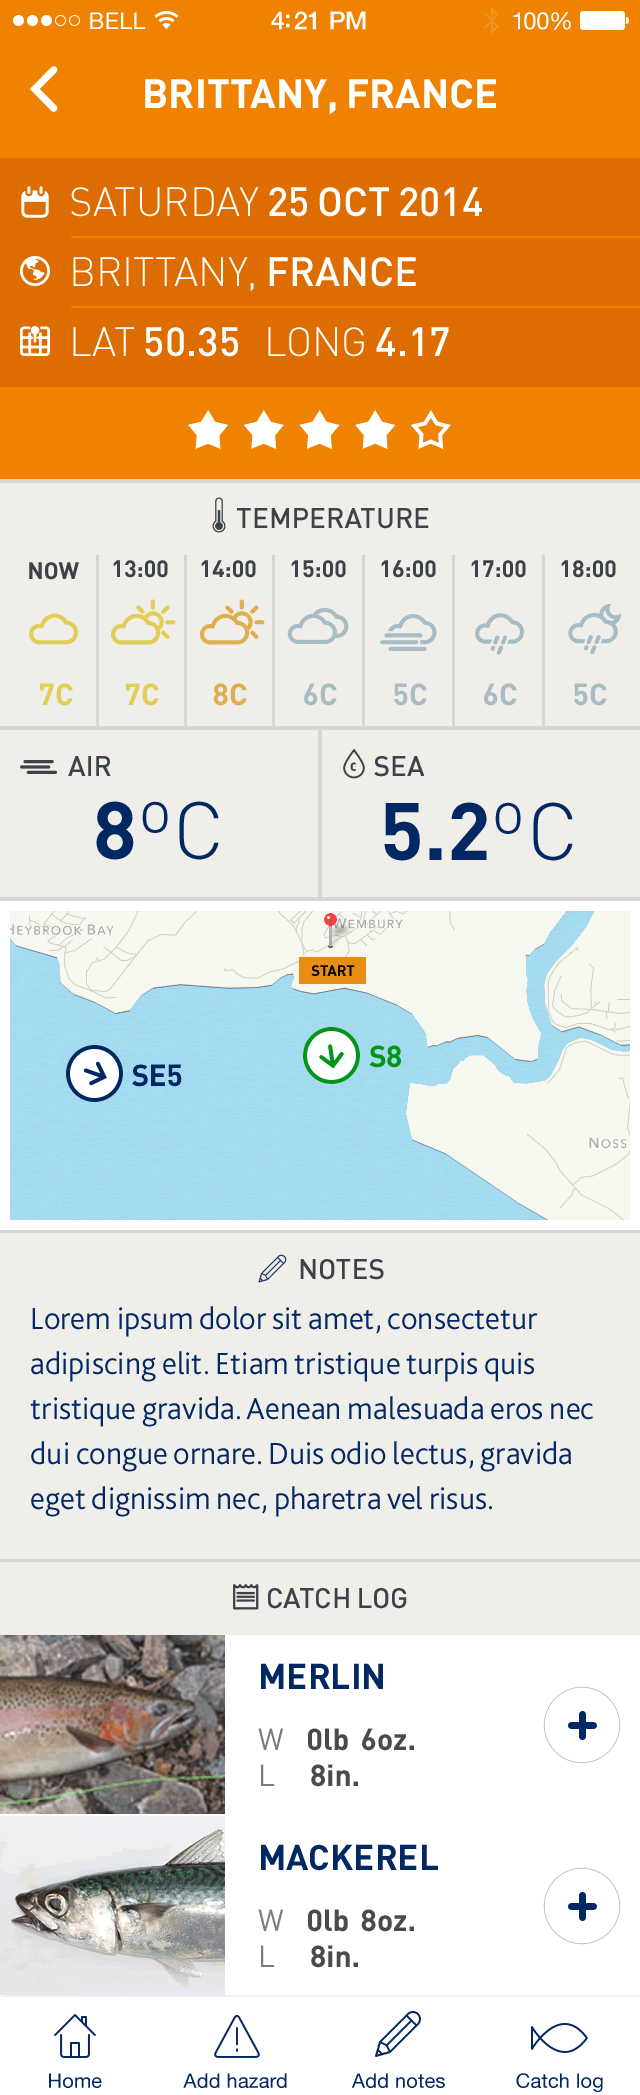 BELL 4:21 PM 100%
BRITTANY, FRANCE
SATURDAY 25 OCT 2014
BRITTANY, FRANCE
LAT 50.35 LONG 4.17
TEMPERATURE
NOW 13:00 14:00 15:00 16:00 17:00 18:00
7C 7C 8C 6C 5C 6C 5C
AIR
8°C
c SEA
5.2°C
HEYBROOK BAY
WEMBURY
START
SE5
S8
NOSS
NOTES
Lorem ipsum dolor sit amet, consectetur
adipiscing elit. Etiam tristique turpis quis
tristique gravida. Aenean malesuada eros nec
dui congue ornare. Duis odio lectus, gravida
eget dignissim nec, pharetra vel risus.
CATCH LOG
MERLIN
W 0lb 6oz.
L 8in.
MACKEREL
W 0lb 8oz.
L 8in.
Home Add hazard Add notes Catch log